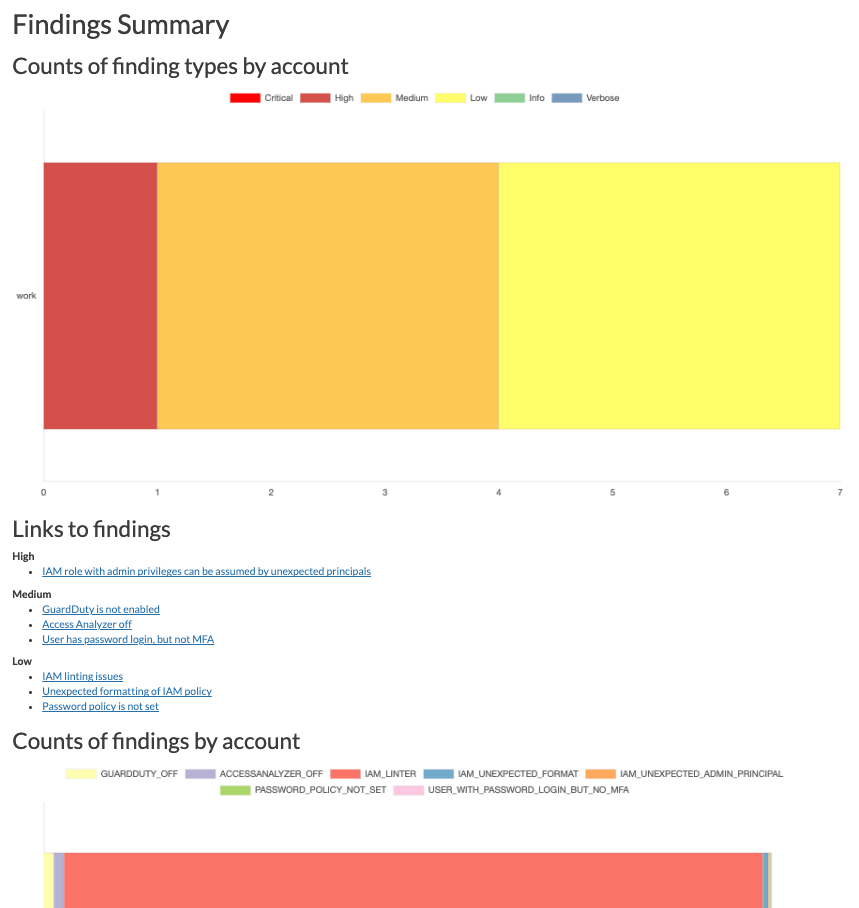 Findings Summary
Counts of finding types by account
Critical High Medium Low Info Verbose
work
0 1 2 3 4 5 6 7
Links to findings
High
IAM role with admin privileges can be assumed by unexpected principals
Medium
GuardDuty is not enabled
Access Analyzer off
User has password login, but not MFA
Low
IAM linting issues
Unexpected formatting of IAM policy
Password policy is not set
Counts of findings by account
GUARDDUTY_OFF ACCESSANALYZER_OFF IAM_LINTER IAM_UNEXPECTED_FORMAT IAM_UNEXPECTED_ADMIN_PRINCIPAL
PASSWORD_POLICY_NOT_SET USER_WITH_PASSWORD_LOGIN_BUT_NO_MFA